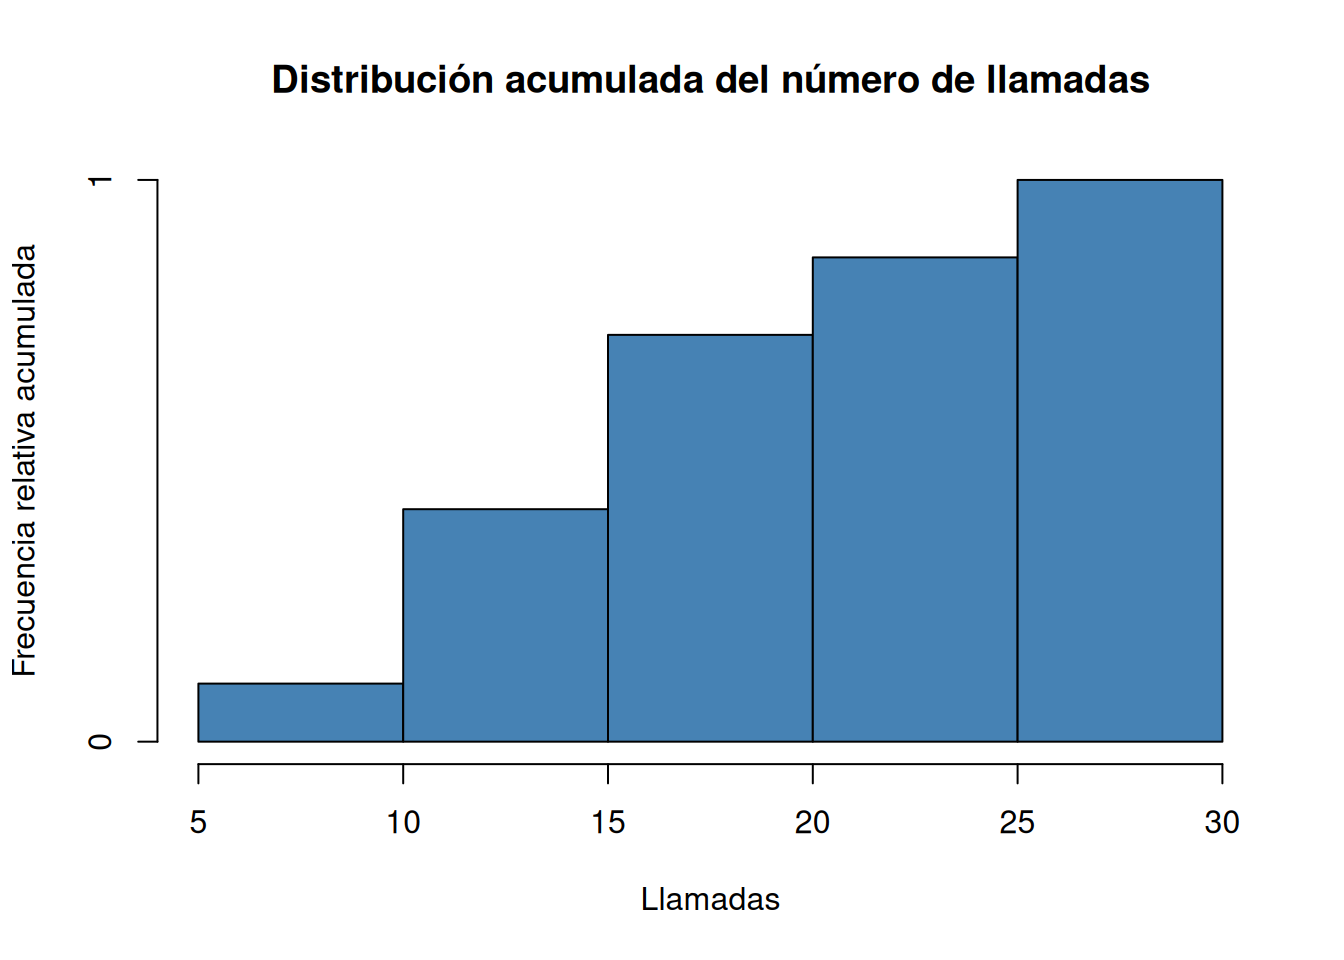 Distribución acumulada del número de llamadas
Frecuencia relativa acumulada
1
0
5 10 15 20 25 30
Llamadas